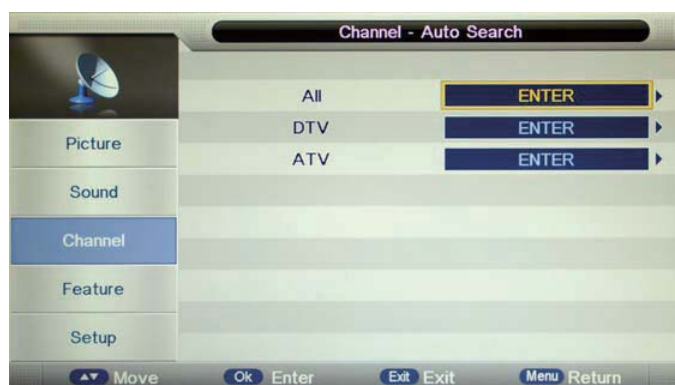 Channel - Auto Search
All ENTER
DTV ENTER
ATV ENTER
Picture
Sound
Channel
Feature
Setup
Move Ok Enter Exit Exit Menu Return